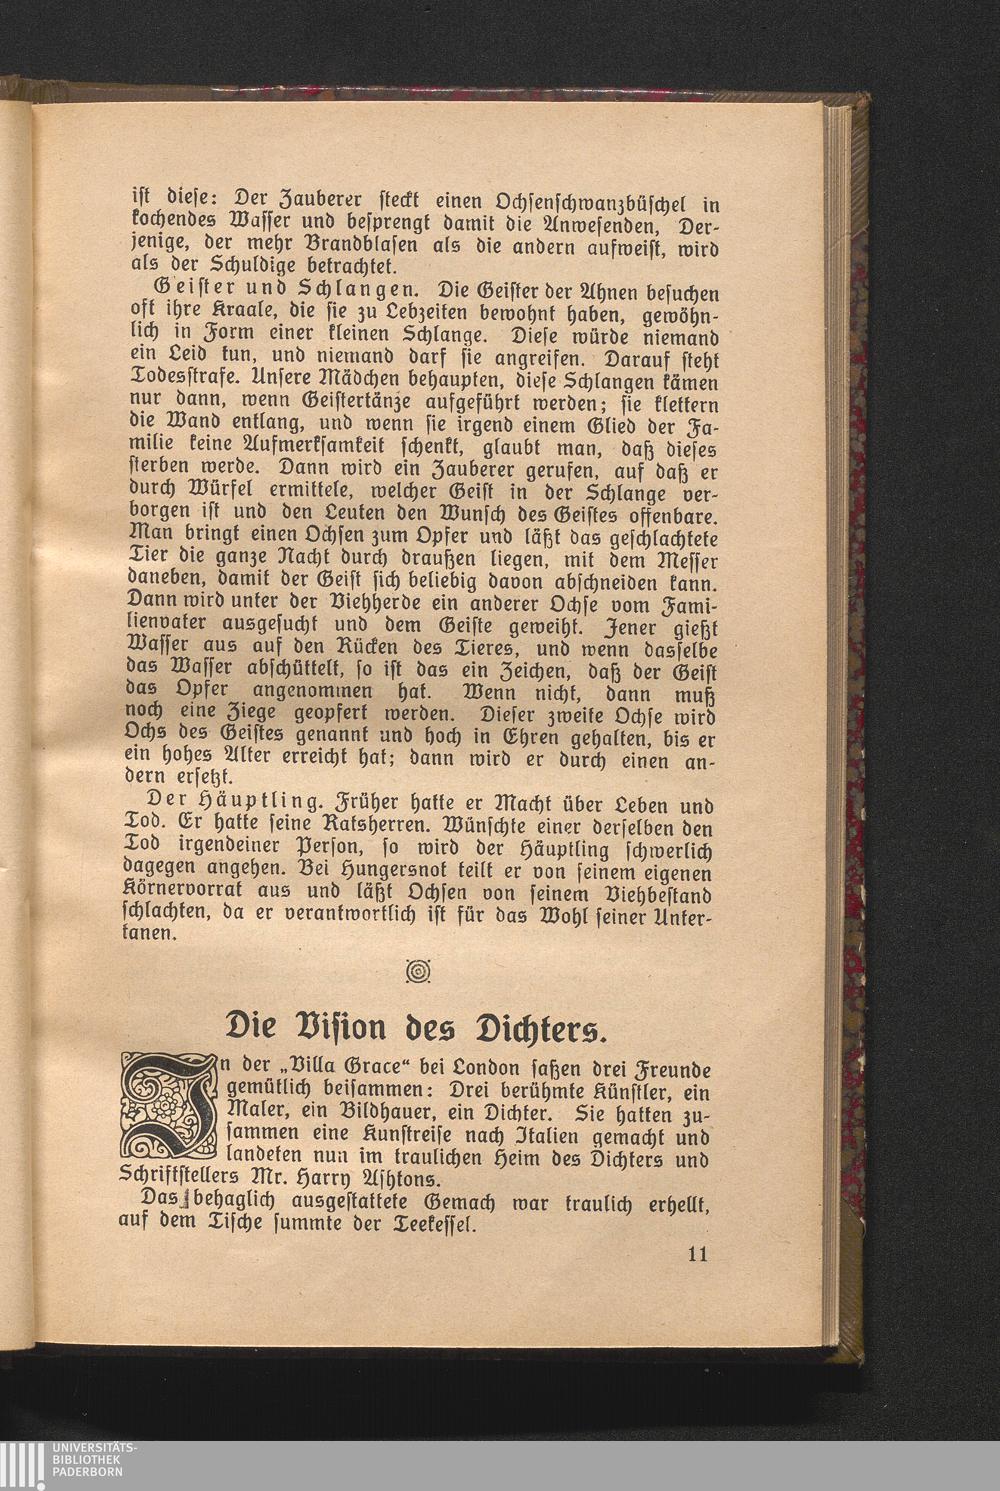 ist diese: Der Zauberer steckt einen Ochsenschwanzbüschel in
kochendes Wasser und besprengt damit die Anwesenden, Der-
jenige, der mehr Brandblasen als die andern aufweist, wird
als der Schuldige betrachtet.
Geister und Schlangen. Die Geister der Ahnen besuchen
oft ihre Kraale, die sie zu Lebzeiten bewohnt haben, gewöhn-
lich in Form einer kleinen Schlange. Diese würde niemand
ein Leid tun, und niemand darf sie angreifen. Darauf steht
Todesstrafe. Unsere Mädchen behaupten, diese Schlangen kämen
nur dann, wenn Geistertänze aufgeführt werden; sie klettern
die Wand entlang, und wenn sie irgend einem Glied der Fa-
milie keine Aufmerksamkeit schenkt, glaubt man, daß dieses
sterben werde. Dann wird ein Zauberer gerufen, auf daß er
durch Würfel ermittele, welcher Geist in der Schlange ver-
borgen ist und den Leuten den Wunsch des Geistes offenbare.
Man bringt einen Ochsen zum Opfer und läßt das geschlachtete
Tier die ganze Nacht durch draußen liegen, mit dem Messer
daneben, damit der Geist sich beliebig davon abschneiden kann.
Dann wird unter der Viehherde ein anderer Ochse vom Fami-
lienvater ausgesucht und dem Geiste geweiht. Jener gießt
Wasser aus auf den Rücken des Tieres, und wenn dasselbe
das Wasser abschüttelt, so ist das ein Zeichen, daß der Geist
das Opfer angenommen hat. Wenn nicht, dann muß
noch eine Ziege geopfert werden. Dieser zweite Ochse wird
Ochs des Geistes genannt und hoch in Ehren gehalten, bis er
ein hohes Alter erreicht hat; dann wird er durch einen an-
dern ersetzt.
Der Häuptling. Früher hatte er Macht über Leben und
Tod. Er hatte seine Ratsherren. Wünschte einer derselben den
Tod irgendeiner Person, so wird der Häuptling schwerlich
dagegen angehen. Bei Hungersnot teilt er von seinem eigenen
Körnervorrat aus und läßt Ochsen von seinem Viehbestand
schlachten, da er verantwortlich ist für das Wohl seiner Unter-
tanen.
Die Vision des Dichters.
In der „Villa Grace“ bei London saßen drei Freunde
gemütlich beisammen: Drei berühmte Künstler, ein
Maler, ein Bildhauer, ein Dichter. Sie hatten zu-
sammen eine Kunstreise nach Italien gemacht und
landeten nun im traulichen Heim des Dichters und
Schriftstellers Mr. Harry Ashtons.
Das behaglich ausgestattete Gemach war traulich erhellt,
auf dem Tische summte der Teekessel.
11
UNIVERSITÄTS-
BIBLIOTHEK
PADERBORN